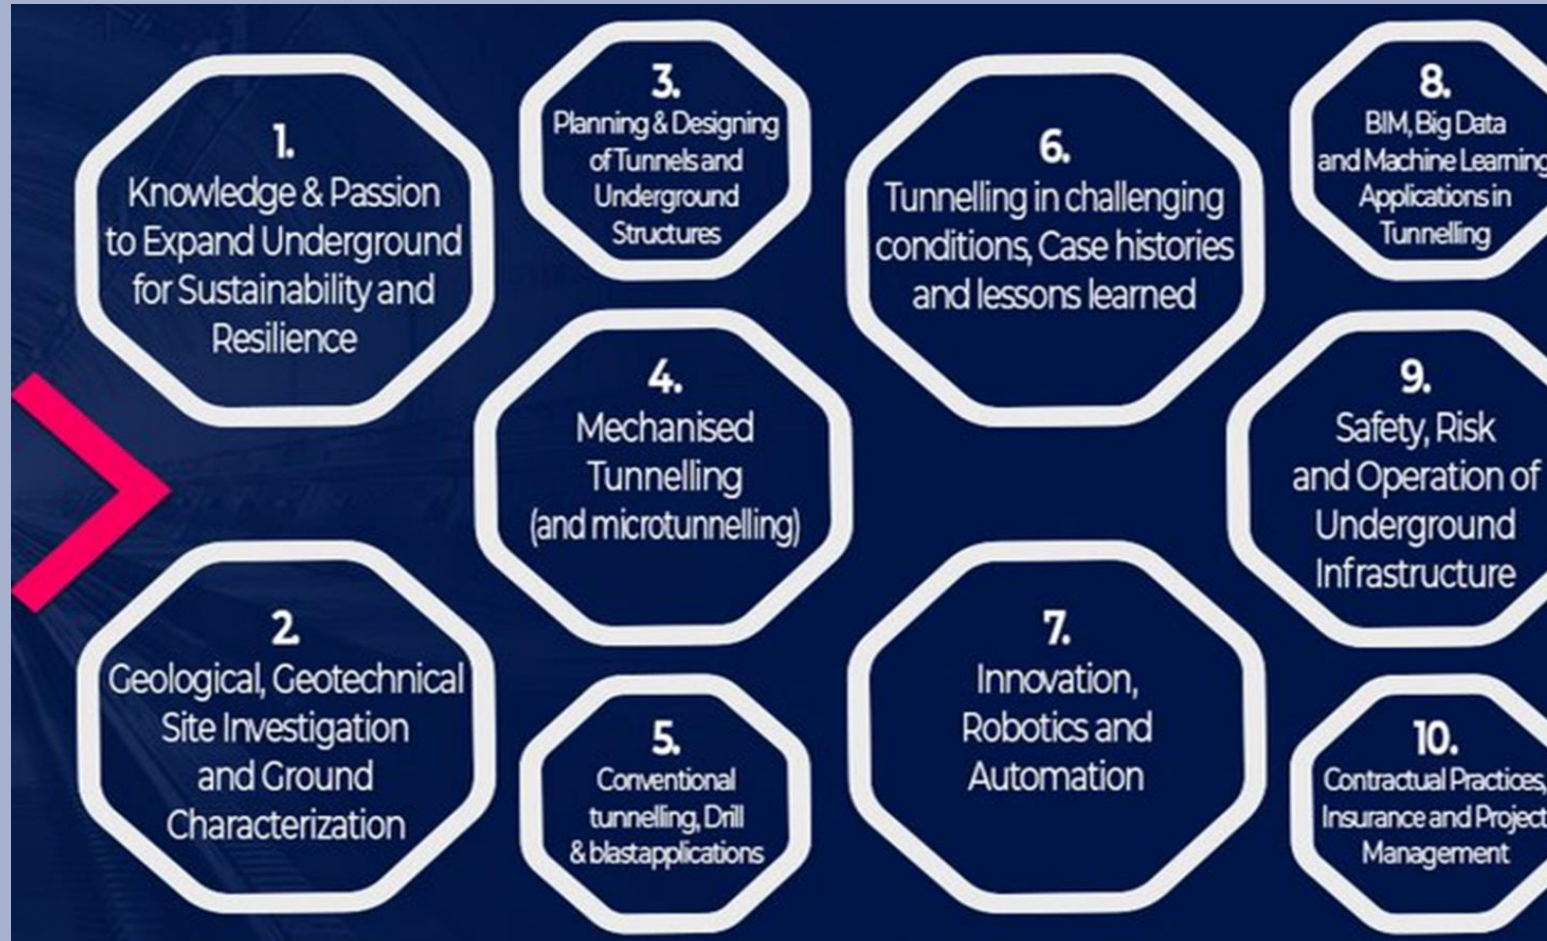 1.
Knowledge & Passion
to Expand Underground
for Sustainability and
Resilience
2.
Geological, Geotechnical
Site Investigation
and Ground
Characterization
3.
Planning & Designing
of Tunnels and
Underground
Structures
4.
Mechanised
Tunnelling
(and microtunnelling)
5.
Conventional
tunnelling, Drill
& blastapplications
6.
Tunnelling in challenging
conditions, Case histories
and lessons learned
7.
Innovation,
Robotics and
Automation
8.
BIM, Big Data
and Machine Learning
Applications in
Tunnelling
9.
Safety, Risk
and Operation of
Underground
Infrastructure
10.
Contractual Practices,
Insurance and Project
Management